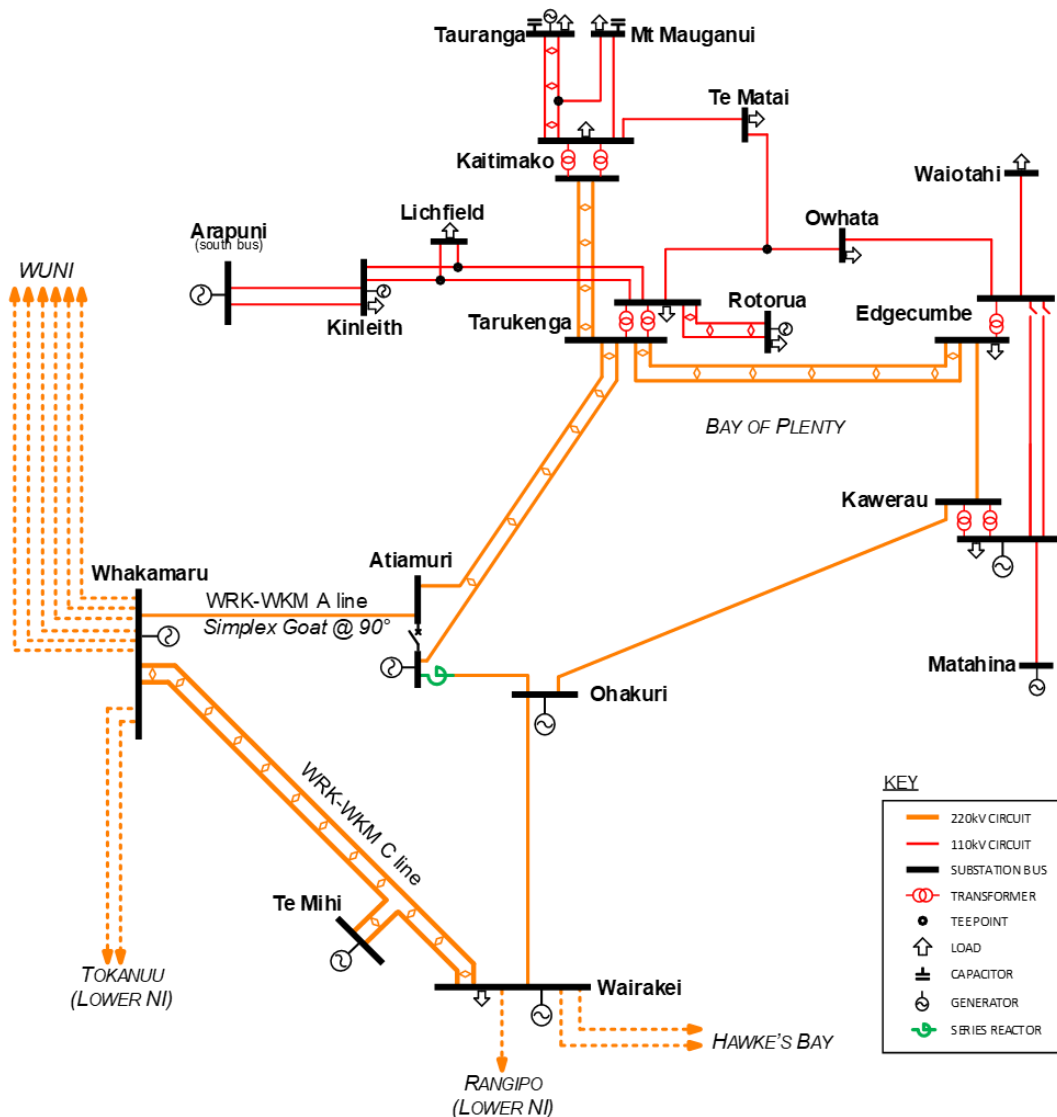 Tauranga
Mt Mauganui
Te Matai
Kaitimako
Waiotahi
Lichfield
Owhata
Arapuni
(south bus)
WUNI
Kinleith
Tarukenga
Rotorua
Edgecumbe
BAY OF PLENTY
Kawerau
Atiamuri
Whakamaru
WRK-WKM A line
Simplex Goat @ 90°
Matahina
Ohakuri
WRK-WKM C line
Te Mihi
TOKANUU
(LOWER NI)
Wairakei
HAWKE'S BAY
RANGIPO
(LOWER NI)
KEY
220kV CIRCUIT
110kV CIRCUIT
SUBSTATION BUS
TRANSFORMER
TEEPOINT
LOAD
CAPACITOR
GENERATOR
SERIES REACTOR